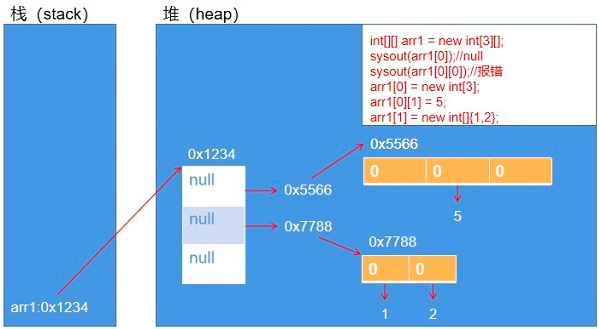 栈 (stack)
堆 (heap)
int[][] arr1 = new int[3][];
sysout(arr1[0]);//null
sysout(arr1[0][0]);//报错
arr1[0] = new int[3];
arr1[0][1] = 5;
arr1[1] = new int[]{1,2};
0x1234
null
null
null
0x5566
0x7788
0x5566
0 0 0
5
0x7788
0 0
1 2
arr1:0x1234